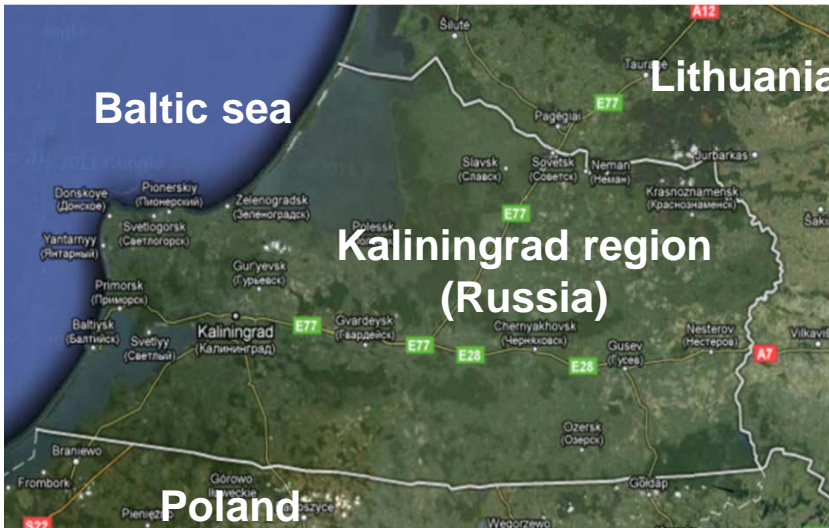 A12
Šilutė
Lithuania
E77
Pagėgiai
Baltic sea
Slavsk
(Славск)
Sovetsk
(Советск)
Neman
(Неман)
Jurbarkas
Donskoye
(Донское)
Pionerskiy
(Пионерский)
Zelenogradsk
(Зеленоградск)
Krasnoznamensk
(Краснознаменск)
E77
Svetlogorsk
(Светлогорск)
Polessk
Yantarnyy
(Янтарный)
Kaliningrad region
(Russia)
Gur'yevsk
(Гурьевск)
Primorsk
(Приморск)
Baltiysk
(Балтийск)
Svetlyy
(Светлый)
Kaliningrad
(Калининград)
E77
Gvardeysk
(Гвардейск)
E77
E28
Chernyakhovsk
(Черняховск)
Gusev
(Гусев)
E28
Nesterov
(Нестеров)
A7
Ozersk
(Озерск)
Braniewo
Frombork
Górowo
Iławeckie
Gołdap
Poland
S22
Węgorzewo